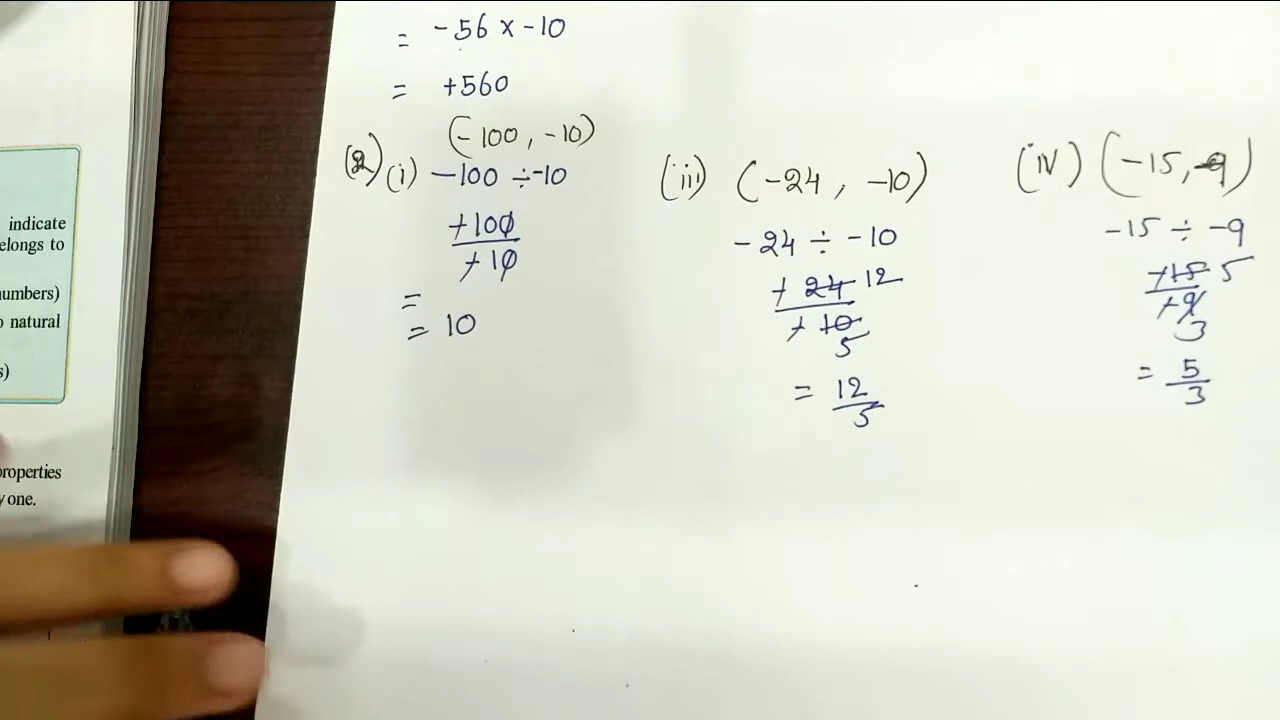 indicate
elongs to
umbers)
o natural
s)
properties
y one.
= -56 x -10
= +560
(2) (i) (-100, -10)
-100 ÷ -10
+100
+10
=
= 10
(iii) (-24, -10)
-24 ÷ -10
+ 24 12
+ 10
5
= 12
5
(iv) (-15, -9)
-15 ÷ -9
+15 5
+9
3
= 5
3